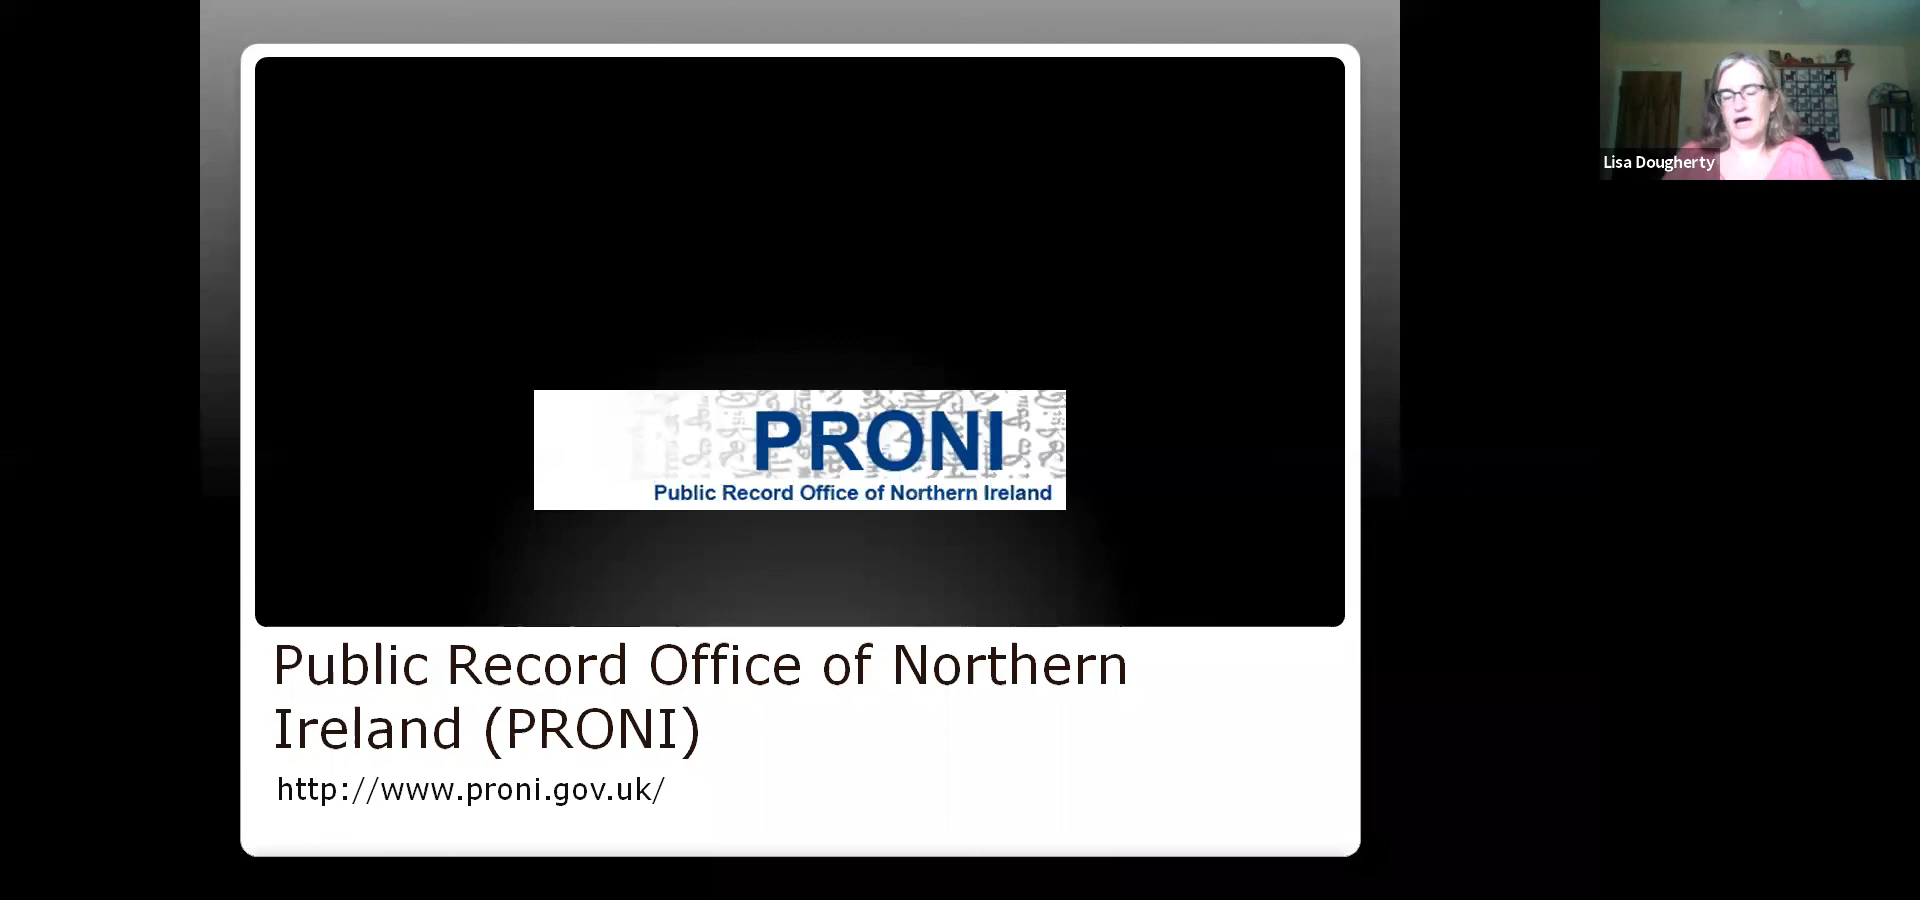 PRONI
Public Record Office of Northern Ireland
Public Record Office of Northern
Ireland (PRONI)
http://www.proni.gov.uk/
Lisa Dougherty